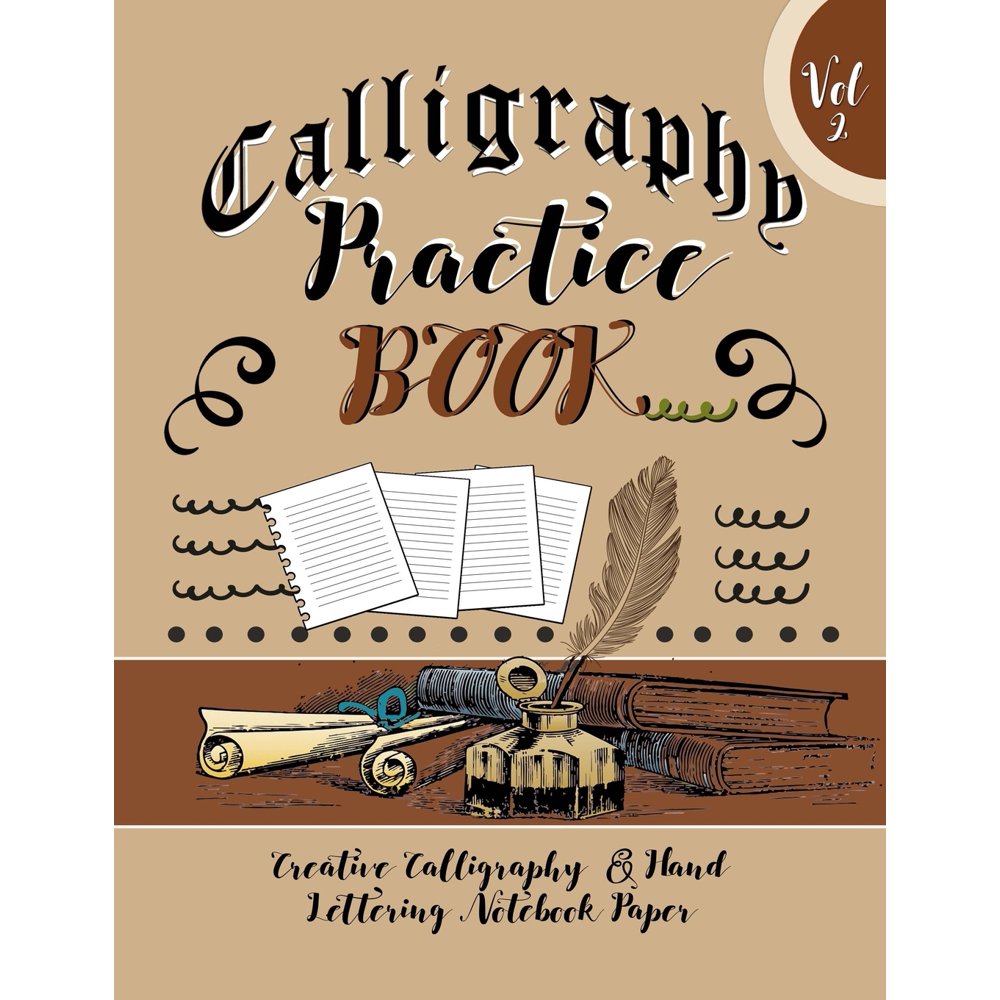 Vol
2
Calligraphy
Practice
BOOK
Creative Calligraphy & Hand
Lettering Notebook Paper